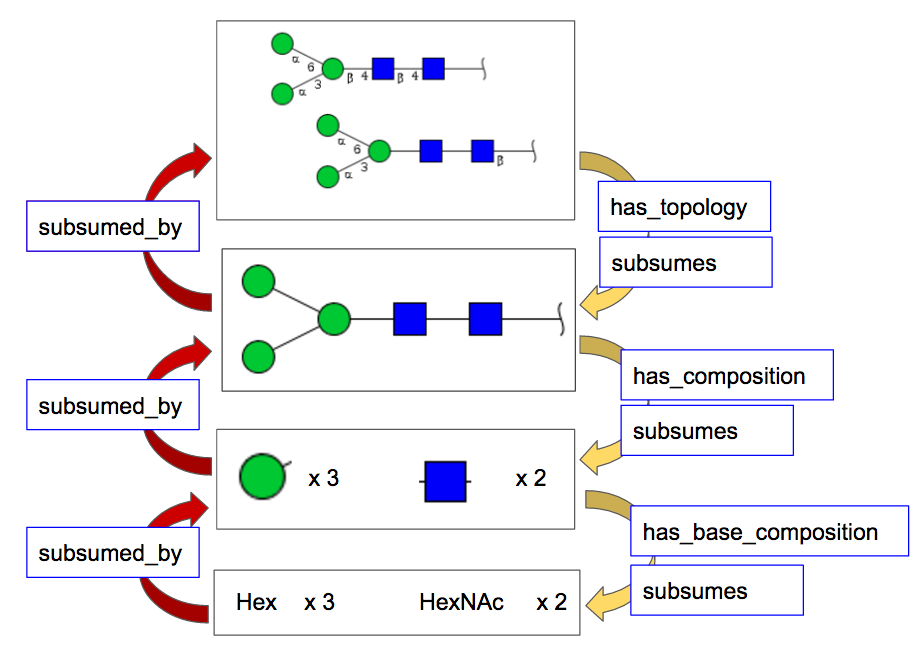 α 6 β 4 β 4
α 3
α 6
α 3 β
subsumed_by
has_topology
subsumes
subsumed_by
has_composition
subsumes
x 3 x 2
subsumed_by
has_base_composition
subsumes
Hex x 3 HexNAc x 2